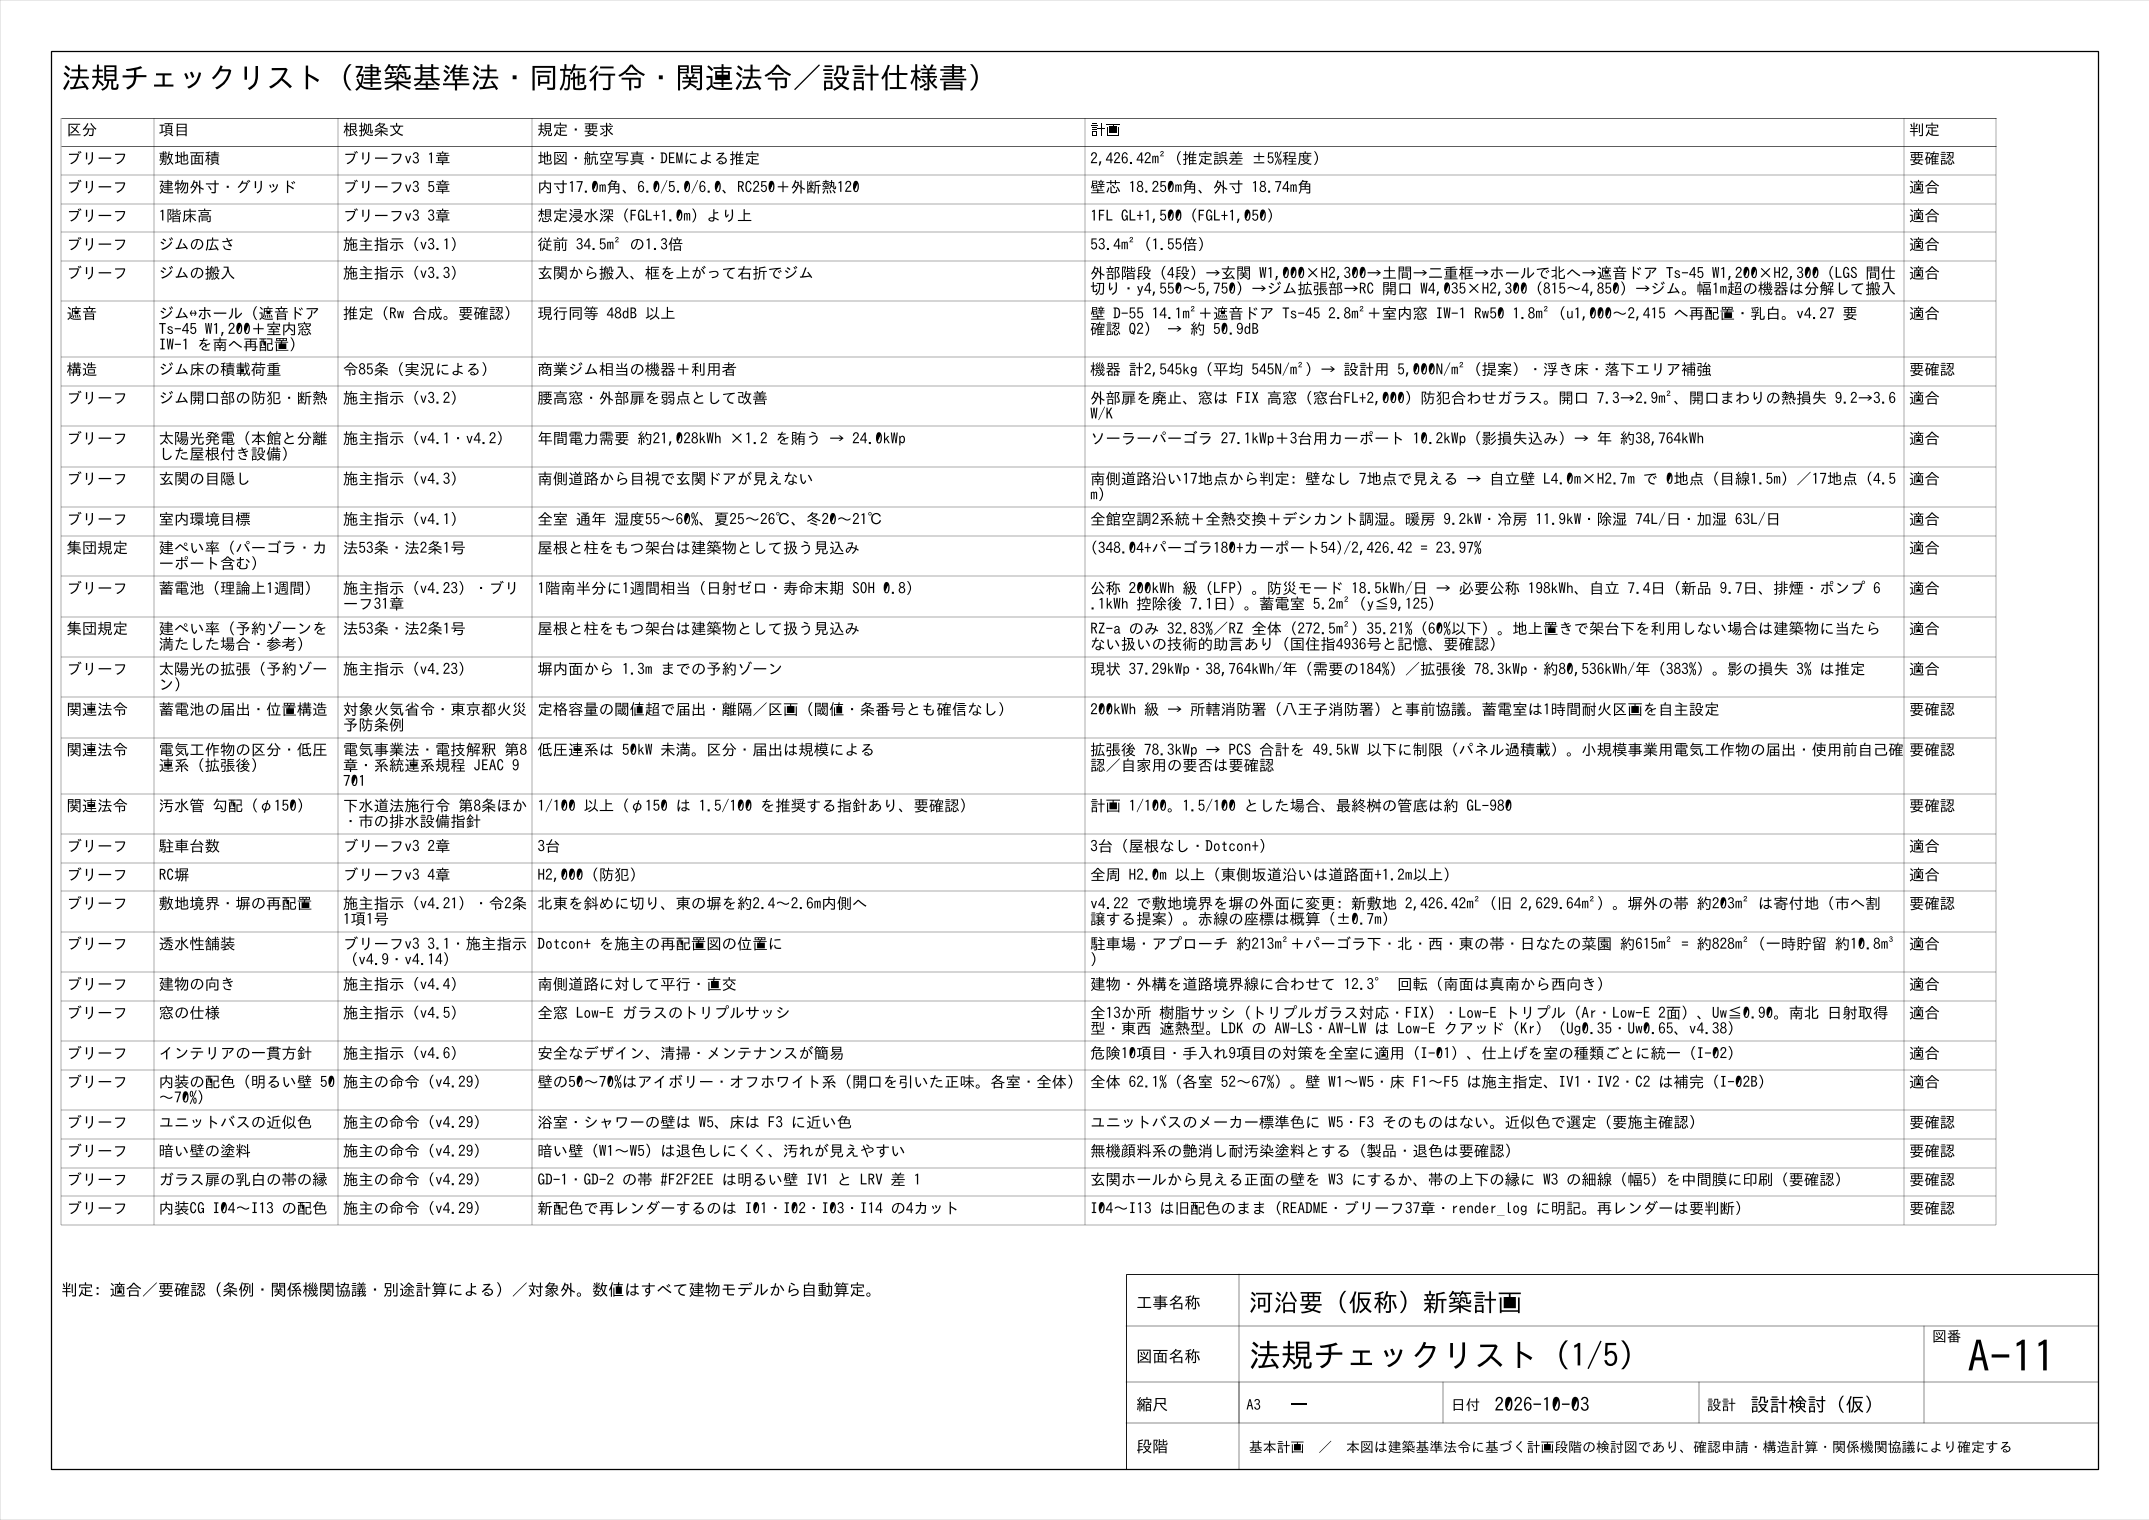 法規チェックリスト（建築基準法・同施行令・関連法令／設計仕様書）
区分 項目 根拠条文 規定・要求 計画 判定
ブリーフ 敷地面積 ブリーフv3 1章 地図・航空写真・DEMによる推定 2,426.42m²（推定誤差 ±5%程度） 要確認
ブリーフ 建物外寸・グリッド ブリーフv3 5章 内寸17.0m角、6.0/5.0/6.0、RC250＋外断熱120 壁芯 18.250m角、外寸 18.74m角 適合
ブリーフ 1階床高 ブリーフv3 3章 想定浸水深（FGL+1.0m）より上 1FL GL+1,500（FGL+1,050） 適合
ブリーフ ジムの広さ 施主指示（v3.1） 従前 34.5m² の1.3倍 53.4m²（1.55倍） 適合
ブリーフ ジムの搬入 施主指示（v3.3） 玄関から搬入、框を上がって右折でジム 外部階段（4段）→玄関 W1,000×H2,300→土間→二重框→ホールで北へ→遮音ドア Ts-45 W1,200×H2,300（LGS 間仕 適合
切り・y4,550〜5,750）→ジム拡張部→RC 開口 W4,035×H2,300（815〜4,850）→ジム。幅1m超の機器は分解して搬入
遮音 ジム⇔ホール（遮音ドア 推定（Rw 合成。要確認） 現行同等 48dB 以上 壁 D-55 14.1m²＋遮音ドア Ts-45 2.8m²＋室内窓 IW-1 Rw50 1.8m²（u1,000〜2,415 へ再配置・乳白。v4.27 要 適合
Ts-45 W1,200＋室内窓 確認 Q2） → 約 50.9dB
IW-1 を南へ再配置）
構造 ジム床の積載荷重 令85条（実況による） 商業ジム相当の機器＋利用者 機器 計2,545kg（平均 545N/m²）→ 設計用 5,000N/m²（提案）・浮き床・落下エリア補強 要確認
ブリーフ ジム開口部の防犯・断熱 施主指示（v3.2） 腰高窓・外部扉を弱点として改善 外部扉を廃止、窓は FIX 高窓（窓台FL+2,000）防犯合わせガラス。開口 7.3→2.9m²、開口まわりの熱損失 9.2→3.6 適合
W/K
ブリーフ 太陽光発電（本館と分離 施主指示（v4.1・v4.2） 年間電力需要 約21,028kWh ×1.2 を賄う → 24.0kWp ソーラーパーゴラ 27.1kWp＋3台用カーポート 10.2kWp（影損失込み）→ 年 約38,764kWh 適合
した屋根付き設備）
ブリーフ 玄関の目隠し 施主指示（v4.3） 南側道路から目視で玄関ドアが見えない 南側道路沿い17地点から判定: 壁なし 7地点で見える → 自立壁 L4.0m×H2.7m で 0地点（目線1.5m）／17地点（4.5 適合
m）
ブリーフ 室内環境目標 施主指示（v4.1） 全室 通年 湿度55〜60%、夏25〜26℃、冬20〜21℃ 全館空調2系統＋全熱交換＋デシカント調湿。暖房 9.2kW・冷房 11.9kW・除湿 74L/日・加湿 63L/日 適合
集団規定 建ぺい率（パーゴラ・カ 法53条・法2条1号 屋根と柱をもつ架台は建築物として扱う見込み (348.04+パーゴラ180+カーポート54)/2,426.42 = 23.97% 適合
ーポート含む）
ブリーフ 蓄電池（理論上1週間） 施主指示（v4.23）・ブリ 1階南半分に1週間相当（日射ゼロ・寿命末期 SOH 0.8） 公称 200kWh 級（LFP）。防災モード 18.5kWh/日 → 必要公称 198kWh、自立 7.4日（新品 9.7日、排煙・ポンプ 6 適合
ーフ31章 .1kWh 控除後 7.1日）。蓄電室 5.2m²（y≦9,125）
集団規定 建ぺい率（予約ゾーンを 法53条・法2条1号 屋根と柱をもつ架台は建築物として扱う見込み RZ-a のみ 32.83%／RZ 全体（272.5m²）35.21%（60%以下）。地上置きで架台下を利用しない場合は建築物に当たら 適合
満たした場合・参考） ない扱いの技術的助言あり（国住指4936号と記憶、要確認）
ブリーフ 太陽光の拡張（予約ゾー 施主指示（v4.23） 塀内面から 1.3m までの予約ゾーン 現状 37.29kWp・38,764kWh/年（需要の184%）／拡張後 78.3kWp・約80,536kWh/年（383%）。影の損失 3% は推定 適合
ン）
関連法令 蓄電池の届出・位置構造 対象火気省令・東京都火災 定格容量の閾値超で届出・離隔／区画（閾値・条番号とも確信なし） 200kWh 級 → 所轄消防署（八王子消防署）と事前協議。蓄電室は1時間耐火区画を自主設定 要確認
予防条例
関連法令 電気工作物の区分・低圧 電気事業法・電技解釈 第8 低圧連系は 50kW 未満。区分・届出は規模による 拡張後 78.3kWp → PCS 合計を 49.5kW 以下に制限（パネル過積載）。小規模事業用電気工作物の届出・使用前自己確 要確認
連系（拡張後） 章・系統連系規程 JEAC 9 認／自家用の要否は要確認
701
関連法令 汚水管 勾配（φ150） 下水道法施行令 第8条ほか 1/100 以上（φ150 は 1.5/100 を推奨する指針あり、要確認） 計画 1/100。1.5/100 とした場合、最終桝の管底は約 GL-980 要確認
・市の排水設備指針
ブリーフ 駐車台数 ブリーフv3 2章 3台 3台（屋根なし・Dotcon+） 適合
ブリーフ RC塀 ブリーフv3 4章 H2,000（防犯） 全周 H2.0m 以上（東側坂道沿いは道路面+1.2m以上） 適合
ブリーフ 敷地境界・塀の再配置 施主指示（v4.21）・令2条 北東を斜めに切り、東の塀を約2.4〜2.6m内側へ v4.22 で敷地境界を塀の外面に変更: 新敷地 2,426.42m²（旧 2,629.64m²）。塀外の帯 約203m² は寄付地（市へ割 要確認
1項1号 譲する提案）。赤線の座標は概算（±0.7m）
ブリーフ 透水性舗装 ブリーフv3 3.1・施主指示 Dotcon+ を施主の再配置図の位置に 駐車場・アプローチ 約213m²＋パーゴラ下・北・西・東の帯・日なたの菜園 約615m² = 約828m²（一時貯留 約10.8m³ 適合
（v4.9・v4.14） ）
ブリーフ 建物の向き 施主指示（v4.4） 南側道路に対して平行・直交 建物・外構を道路境界線に合わせて 12.3° 回転（南面は真南から西向き） 適合
ブリーフ 窓の仕様 施主指示（v4.5） 全窓 Low-E ガラスのトリプルサッシ 全13か所 樹脂サッシ（トリプルガラス対応・FIX）・Low-E トリプル（Ar・Low-E 2面）、Uw≦0.90。南北 日射取得 適合
型・東西 遮熱型。LDK の AW-LS・AW-LW は Low-E クアッド（Kr）（Ug0.35・Uw0.65、v4.38）
ブリーフ インテリアの一貫方針 施主指示（v4.6） 安全なデザイン、清掃・メンテナンスが簡易 危険10項目・手入れ9項目の対策を全室に適用（I-01）、仕上げを室の種類ごとに統一（I-02） 適合
ブリーフ 内装の配色（明るい壁 50 施主の命令（v4.29） 壁の50〜70%はアイボリー・オフホワイト系（開口を引いた正味。各室・全体） 全体 62.1%（各室 52〜67%）。壁 W1〜W5・床 F1〜F5 は施主指定、IV1・IV2・C2 は補完（I-02B） 適合
〜70%）
ブリーフ ユニットバスの近似色 施主の命令（v4.29） 浴室・シャワーの壁は W5、床は F3 に近い色 ユニットバスのメーカー標準色に W5・F3 そのものはない。近似色で選定（要施主確認） 要確認
ブリーフ 暗い壁の塗料 施主の命令（v4.29） 暗い壁（W1〜W5）は退色しにくく、汚れが見えやすい 無機顔料系の艶消し耐汚染塗料とする（製品・退色は要確認） 要確認
ブリーフ ガラス扉の乳白の帯の縁 施主の命令（v4.29） GD-1・GD-2 の帯 #F2F2EE は明るい壁 IV1 と LRV 差 1 玄関ホールから見える正面の壁を W3 にするか、帯の上下の縁に W3 の細線（幅5）を中間膜に印刷（要確認） 要確認
ブリーフ 内装CG I04〜I13 の配色 施主の命令（v4.29） 新配色で再レンダーするのは I01・I02・I03・I14 の4カット I04〜I13 は旧配色のまま（README・ブリーフ37章・render_log に明記。再レンダーは要判断） 要確認
判定: 適合／要確認（条例・関係機関協議・別途計算による）／対象外。数値はすべて建物モデルから自動算定。
工事名称 河沿要（仮称）新築計画
図面名称 法規チェックリスト（1/5） 図番 A-11
縮尺 A3 — 日付 2026-10-03 設計 設計検討（仮）
段階 基本計画 ／ 本図は建築基準法令に基づく計画段階の検討図であり、確認申請・構造計算・関係機関協議により確定する